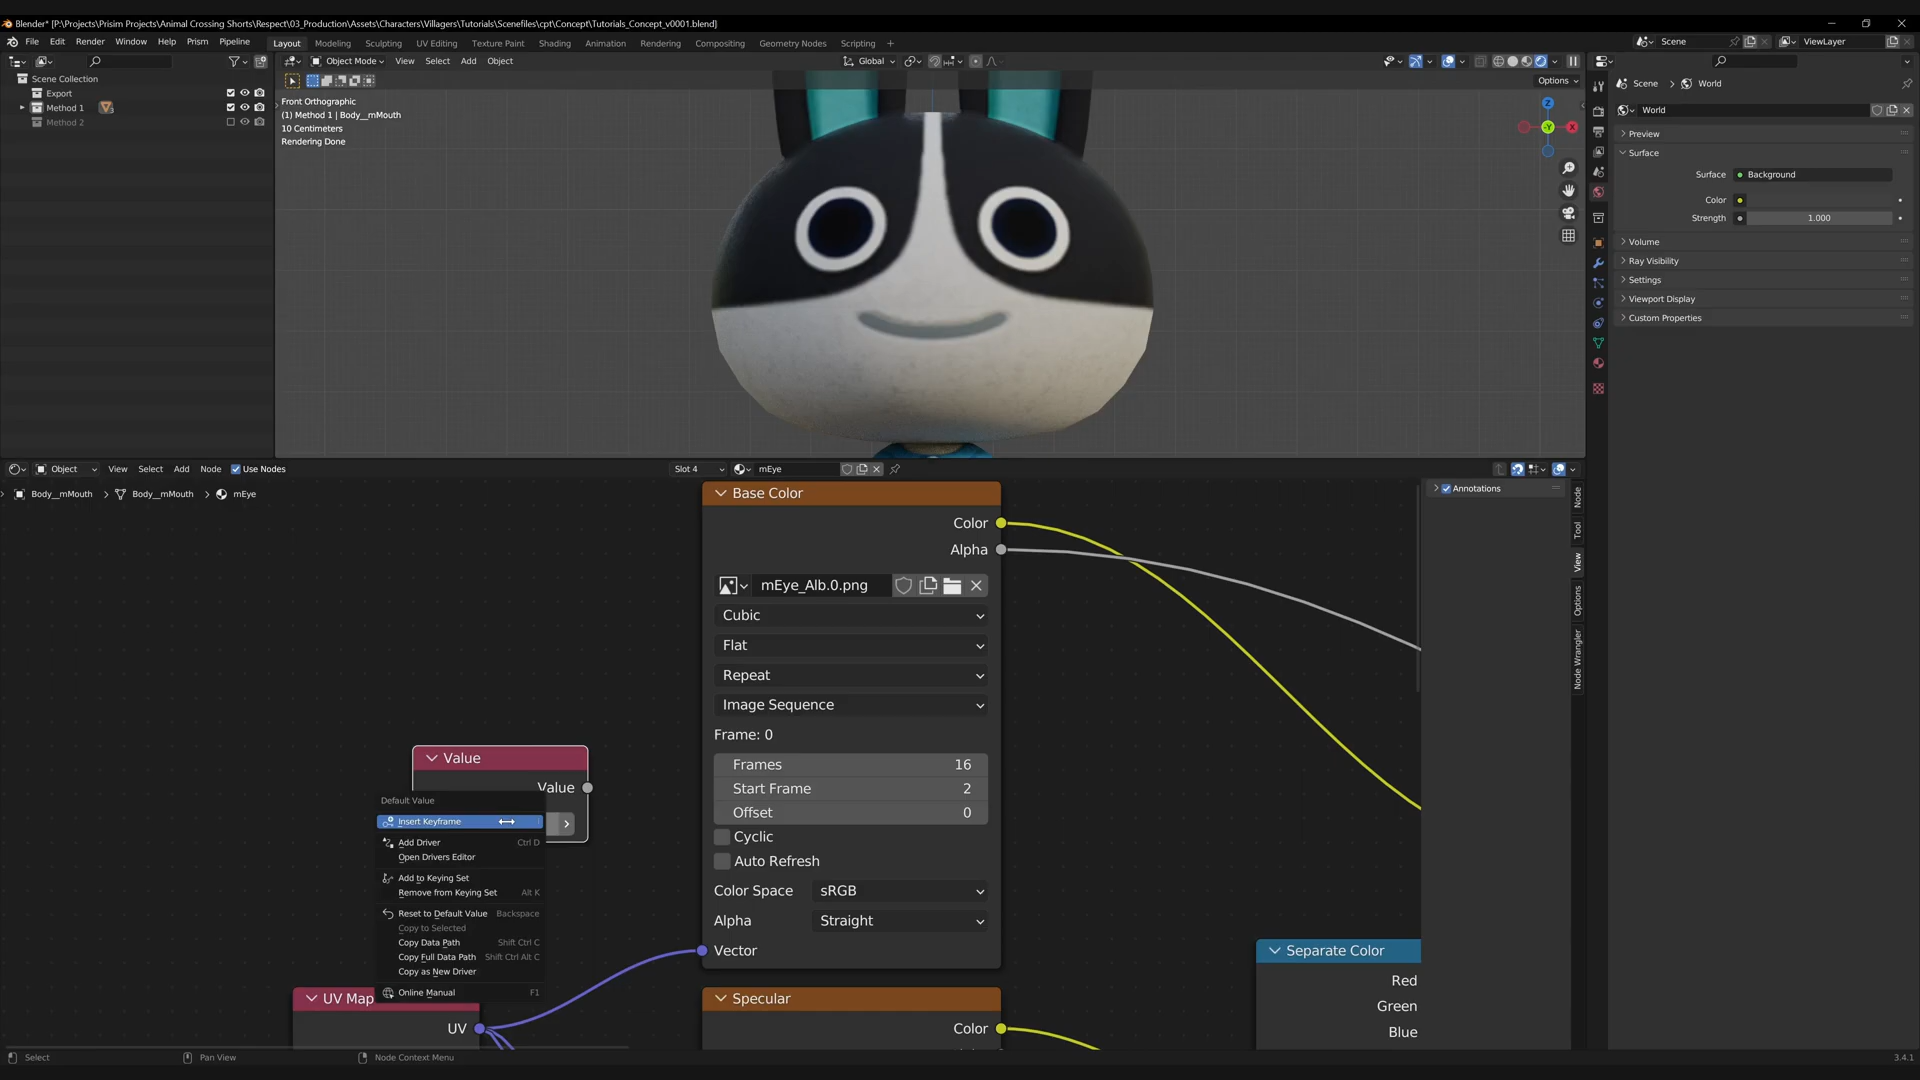 Blender* [P:\Projects\Prisim Projects\Animal Crossing Shorts\Respect\03_Production\Assets\Characters\Villagers\Tutorials\Scenefiles\cpt\Concept\Tutorials_Concept_v0001.blend]
File Edit Render Window Help Prism Pipeline
Layout Modeling Sculpting UV Editing Texture Paint Shading Animation Rendering Compositing Geometry Nodes Scripting +
Scene
ViewLayer
Object Mode View Select Add Object
Global
Options
Scene Collection
Export
Method 1
Method 2
Front Orthographic
(1) Method 1 | Body__mMouth
10 Centimeters
Rendering Done
Z
-Y
X
Scene > World
World
Preview
Surface
Surface Background
Color
Strength 1.000
Volume
Ray Visibility
Settings
Viewport Display
Custom Properties
Object View Select Add Node Use Nodes
Slot 4
mEye
Body__mMouth > Body__mMouth > mEye
Annotations
Node
Tool
View
Options
Node Wrangler
Base Color
Color
Alpha
mEye_Alb.0.png
Cubic
Flat
Repeat
Image Sequence
Frame: 0
Frames 16
Start Frame 2
Offset 0
Cyclic
Auto Refresh
Color Space sRGB
Alpha Straight
Vector
Value
Value
Default Value
Insert Keyframe I
Add Driver Ctrl D
Open Drivers Editor
Add to Keying Set
Remove from Keying Set Alt K
Reset to Default Value Backspace
Copy to Selected
Copy Data Path Shift Ctrl C
Copy Full Data Path Shift Ctrl Alt C
Copy as New Driver
Online Manual F1
UV Map
UV
Specular
Color
Separate Color
Red
Green
Blue
Select
Pan View
Node Context Menu
3.4.1